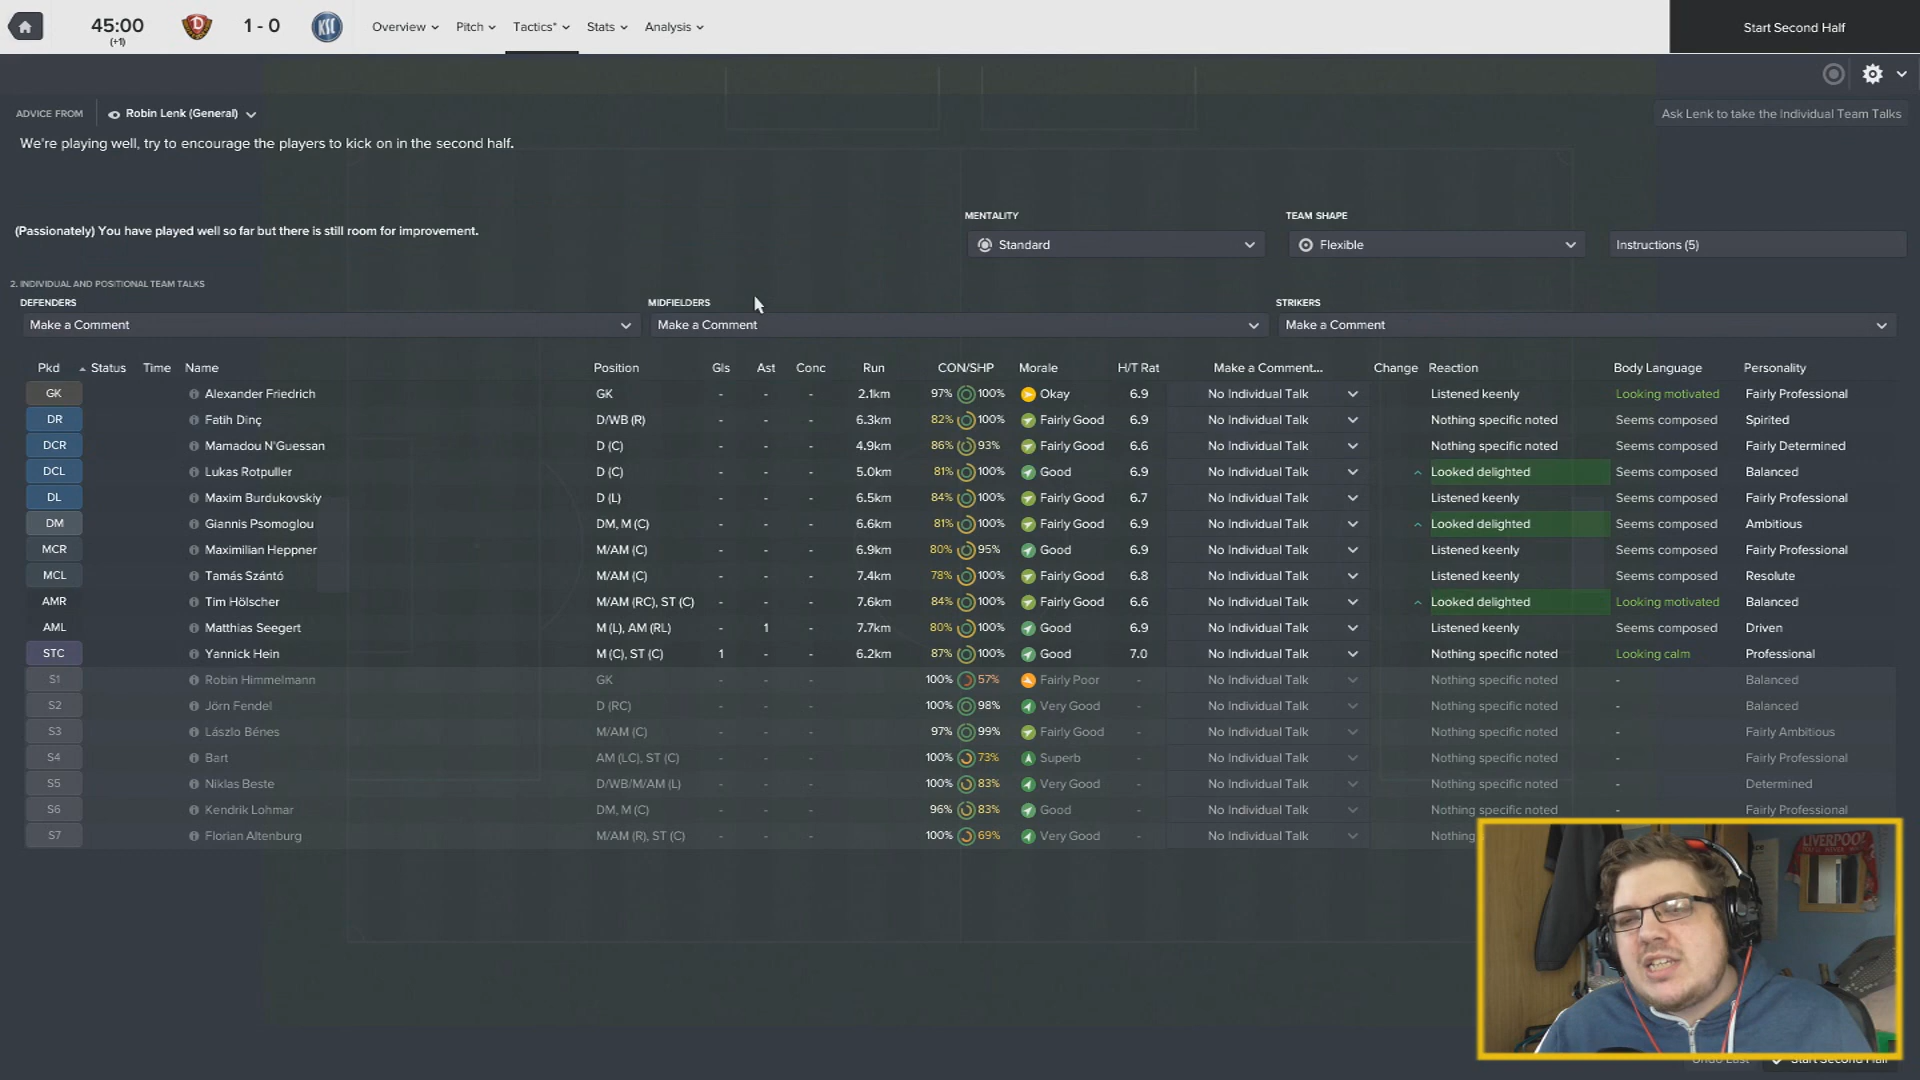 45:00
(+1)
1 - 0
KSC
Overview
Pitch
Tactics*
Stats
Analysis
Start Second Half
ADVICE FROM
Robin Lenk (General)
Ask Lenk to take the Individual Team Talks
We're playing well, try to encourage the players to kick on in the second half.
MENTALITY
TEAM SHAPE
(Passionately) You have played well so far but there is still room for improvement.
Standard
Flexible
Instructions (5)
2. INDIVIDUAL AND POSITIONAL TEAM TALKS
DEFENDERS
MIDFIELDERS
STRIKERS
Make a Comment
Make a Comment
Make a Comment
Pkd Status Time Name Position Gls Ast Conc Run CON/SHP Morale H/T Rat Make a Comment... Change Reaction Body Language Personality
GK Alexander Friedrich GK - - - 2.1km 97% 100% Okay 6.9 No Individual Talk Listened keenly Looking motivated Fairly Professional
DR Fatih Dinç D/WB (R) - - - 6.3km 82% 100% Fairly Good 6.9 No Individual Talk Nothing specific noted Seems composed Spirited
DCR Mamadou N'Guessan D (C) - - - 4.9km 86% 93% Fairly Good 6.6 No Individual Talk Nothing specific noted Seems composed Fairly Determined
DCL Lukas Rotpuller D (C) - - - 5.0km 81% 100% Good 6.9 No Individual Talk Looked delighted Seems composed Balanced
DL Maxim Burdukovskiy D (L) - - - 6.5km 84% 100% Fairly Good 6.7 No Individual Talk Listened keenly Seems composed Fairly Professional
DM Giannis Psomoglou DM, M (C) - - - 6.6km 81% 100% Fairly Good 6.9 No Individual Talk Looked delighted Seems composed Ambitious
MCR Maximilian Heppner M/AM (C) - - - 6.9km 80% 95% Good 6.9 No Individual Talk Listened keenly Seems composed Fairly Professional
MCL Tamás Szántó M/AM (C) - - - 7.4km 78% 100% Fairly Good 6.8 No Individual Talk Listened keenly Seems composed Resolute
AMR Tim Hölscher M/AM (RC), ST (C) - - - 7.6km 84% 100% Fairly Good 6.6 No Individual Talk Looked delighted Looking motivated Balanced
AML Matthias Seegert M (L), AM (RL) - 1 - 7.7km 80% 100% Good 6.9 No Individual Talk Listened keenly Seems composed Driven
STC Yannick Hein M (C), ST (C) 1 - - 6.2km 87% 100% Good 7.0 No Individual Talk Nothing specific noted Looking calm Professional
S1 Robin Himmelmann GK 100% 57% Fairly Poor - No Individual Talk Nothing specific noted - Balanced
S2 Jörn Fendel D (RC) 100% 98% Very Good - No Individual Talk Nothing specific noted - Balanced
S3 László Bénes M/AM (C) 97% 99% Fairly Good - No Individual Talk Nothing specific noted - Fairly Ambitious
S4 Bart AM (LC), ST (C) 100% 73% Superb - No Individual Talk Nothing specific noted - Fairly Professional
S5 Niklas Beste D/WB/M/AM (L) 100% 83% Very Good - No Individual Talk Nothing specific noted - Determined
S6 Kendrik Lohmar DM, M (C) 96% 83% Good - No Individual Talk Nothing specific noted - Fairly Professional
S7 Florian Altenburg M/AM (R), ST (C) 100% 69% Very Good - No Individual Talk Nothing
LIVERPOOL
Undo Last
Start Second Half